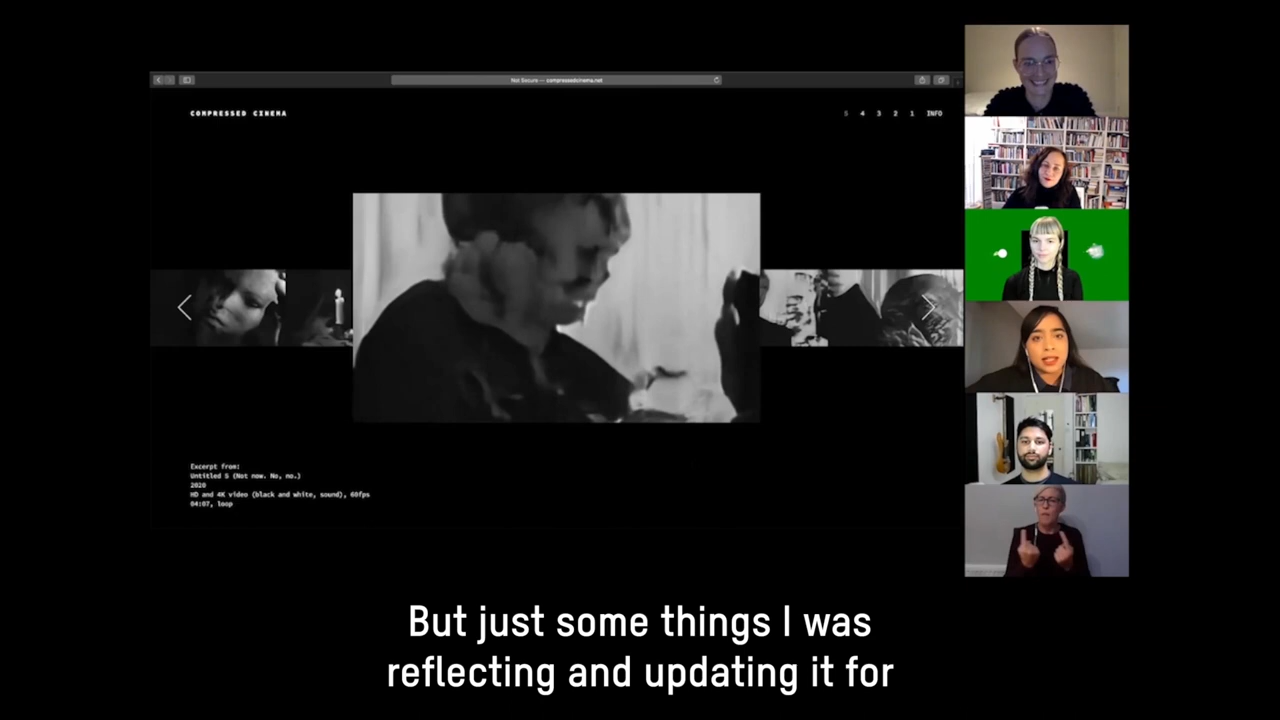 Not Secure — compressedcinema.net
COMPRESSED CINEMA
5 4 3 2 1 INFO
Excerpt from:
Untitled 5 (Not now. No, no.)
2020
HD and 4K video (black and white, sound), 60fps
04:07, loop
But just some things I was
reflecting and updating it for